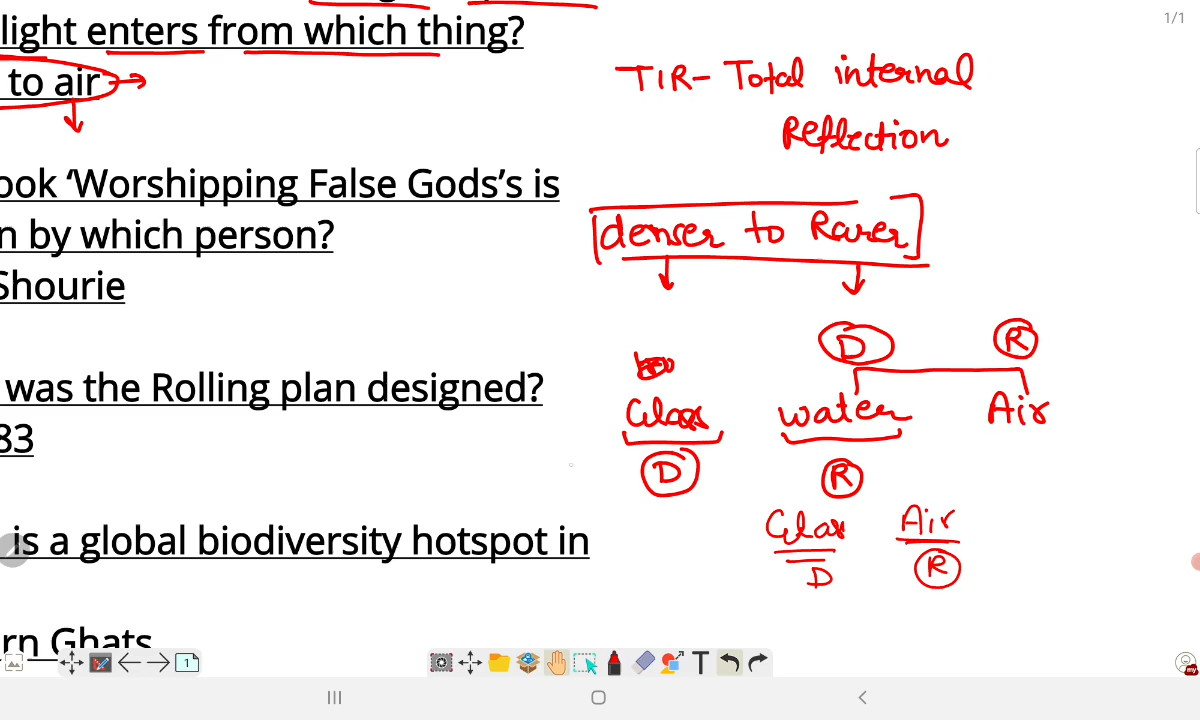 light enters from which thing?
to air
ook ‘Worshipping False Gods’s is
n by which person?
Shourie
was the Rolling plan designed?
83
is a global biodiversity hotspot in
rn Ghats
1/1
TIR- Total internal
Reflection
denser to Rarer
D R
Glass water Air
D R
Glass Air
D R
1
T
my